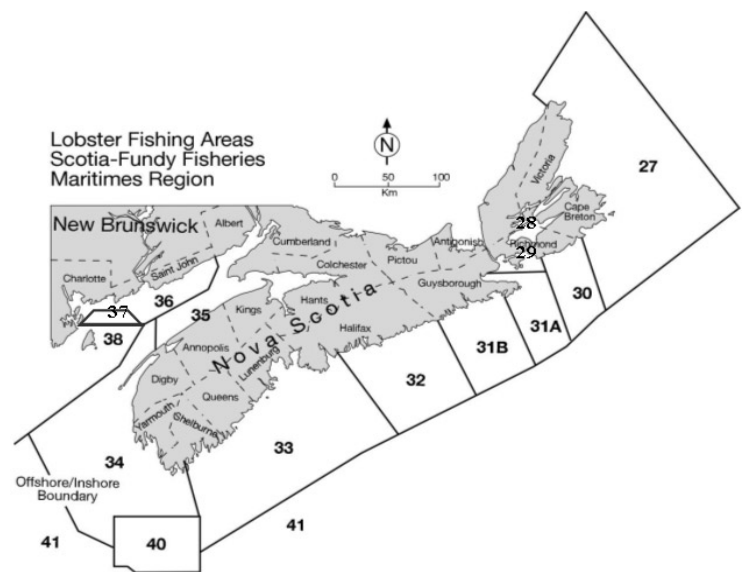 Lobster Fishing Areas
Scotia-Fundy Fisheries
Maritimes Region
N
0 50 100
Km
27
Victoria
Cape
Breton
28
Richmond
29
New Brunswick
Albert
Charlotte
Saint John
Cumberland
Colchester
Pictou
Antigonish
Guysborough
30
31A
31B
32
36
37
38
35
Kings
Hants
Halifax
Nova Scotia
Annopolis
Lunenburg
Digby
Queens
Yarmouth
Shelburne
33
34
Offshore/Inshore
Boundary
41
40
41